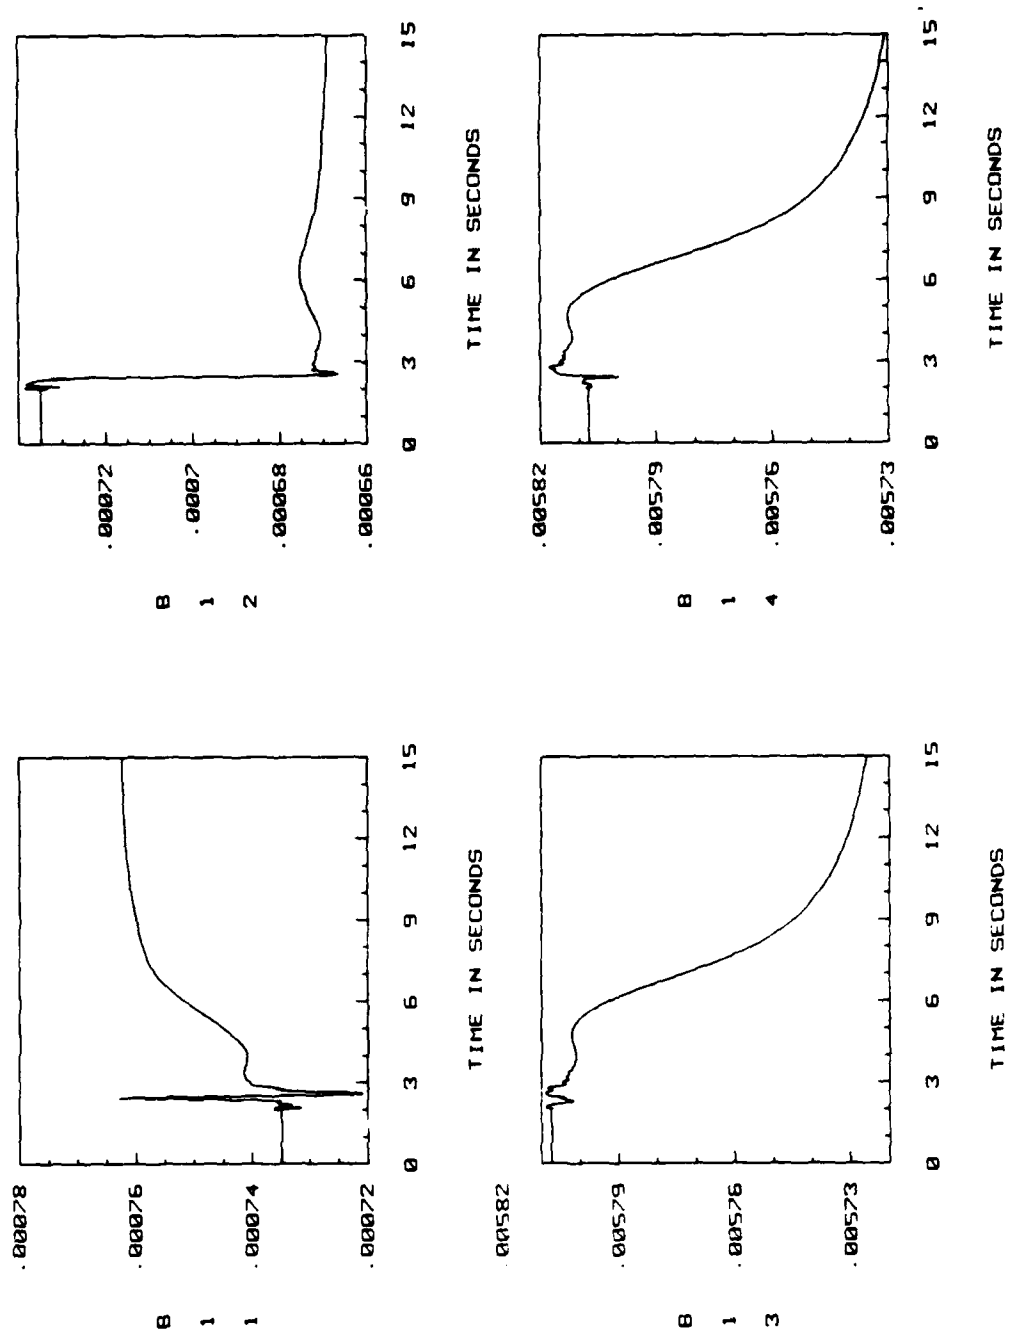 .00078
.00076
.00074
.00072
B
1
1
0 3 6 9 12 15
TIME IN SECONDS
.00072
.0007
.00068
.00066
B
1
2
0 3 6 9 12 15
TIME IN SECONDS
.00582
.00579
.00576
.00573
B
1
3
0 3 6 9 12 15
TIME IN SECONDS
.00582
.00579
.00576
.00573
B
1
4
0 3 6 9 12 15
TIME IN SECONDS